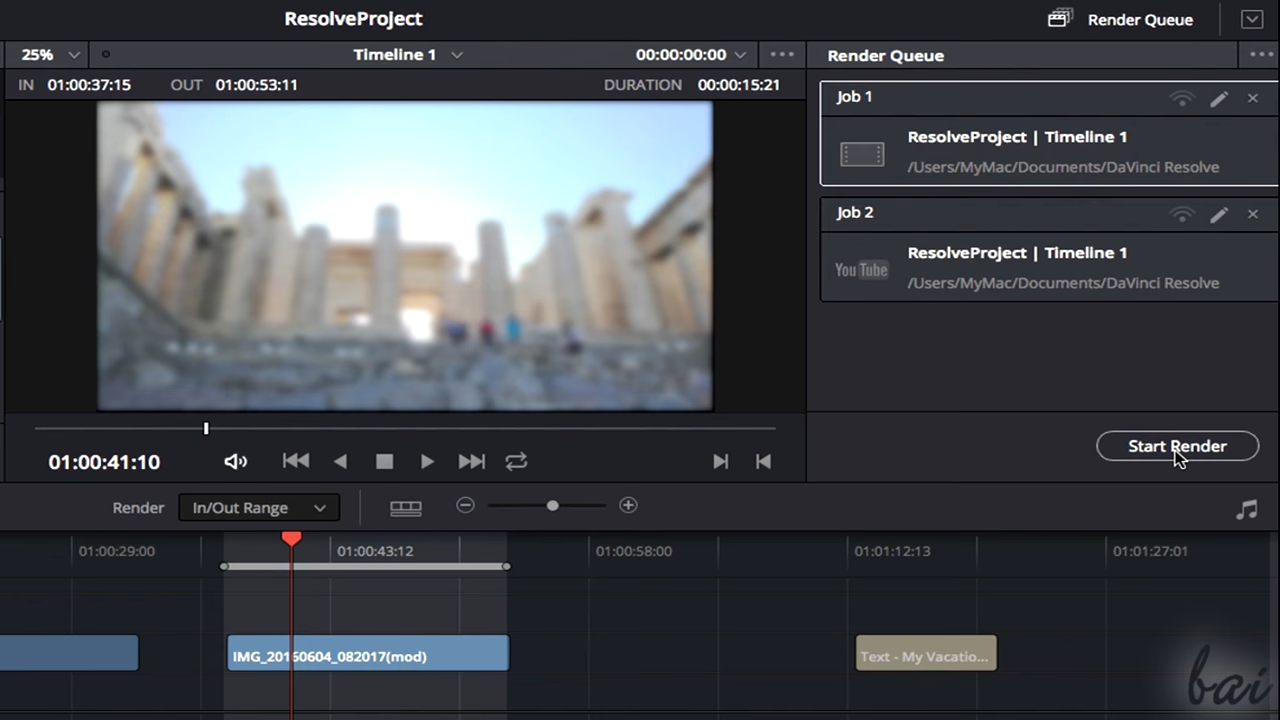 ResolveProject
Render Queue
25%
Timeline 1
00:00:00:00
Render Queue
IN 01:00:37:15 OUT 01:00:53:11 DURATION 00:00:15:21
Job 1
ResolveProject | Timeline 1
/Users/MyMac/Documents/DaVinci Resolve
Job 2
You Tube
ResolveProject | Timeline 1
/Users/MyMac/Documents/DaVinci Resolve
Start Render
01:00:41:10
Render In/Out Range
01:00:29:00 01:00:43:12 01:00:58:00 01:01:12:13 01:01:27:01
IMG_20160604_082017(mod)
Text - My Vacatio...
bai